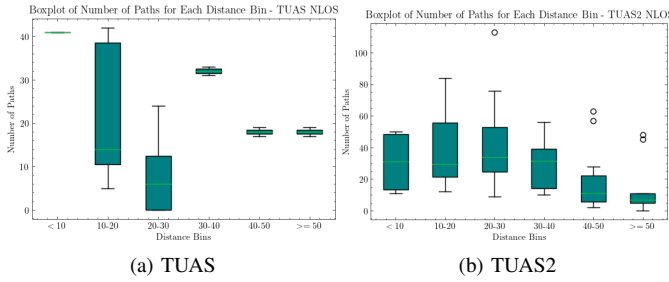 Boxplot of Number of Paths for Each Distance Bin - TUAS NLOS
Number of Paths
40
30
20
10
0
< 10
10-20
20-30
30-40
40-50
>= 50
Distance Bins
(a) TUAS
Boxplot of Number of Paths for Each Distance Bin - TUAS2 NLOS
Number of Paths
100
80
60
40
20
0
< 10
10-20
20-30
30-40
40-50
>= 50
Distance Bins
(b) TUAS2